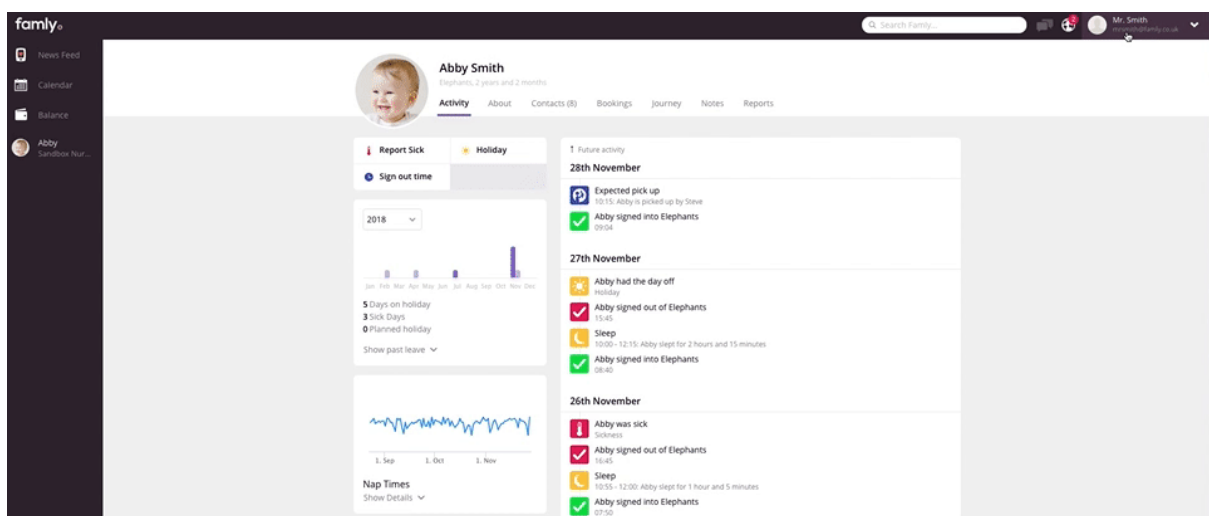 famly
Search Famly...
2
Mr. Smith
mrsmith@famly.co.uk
News Feed
Calendar
Balance
Abby
Sandbox Nur...
Abby Smith
Elephants, 2 years and 2 months
Activity About Contacts (8) Bookings Journey Notes Reports
Report Sick
Holiday
Sign out time
2018
Jan Feb Mar Apr May Jun Jul Aug Sep Oct Nov Dec
5 Days on holiday
3 Sick Days
0 Planned holiday
Show past leave
1. Sep 1. Oct 1. Nov
Nap Times
Show Details
Future activity
28th November
Expected pick up
10:15: Abby is picked up by Steve
Abby signed into Elephants
09:04
27th November
Abby had the day off
Holiday
Abby signed out of Elephants
15:45
Sleep
10:00 - 12:15: Abby slept for 2 hours and 15 minutes
Abby signed into Elephants
08:40
26th November
Abby was sick
Sickness
Abby signed out of Elephants
16:45
Sleep
10:55 - 12:00: Abby slept for 1 hour and 5 minutes
Abby signed into Elephants
07:50